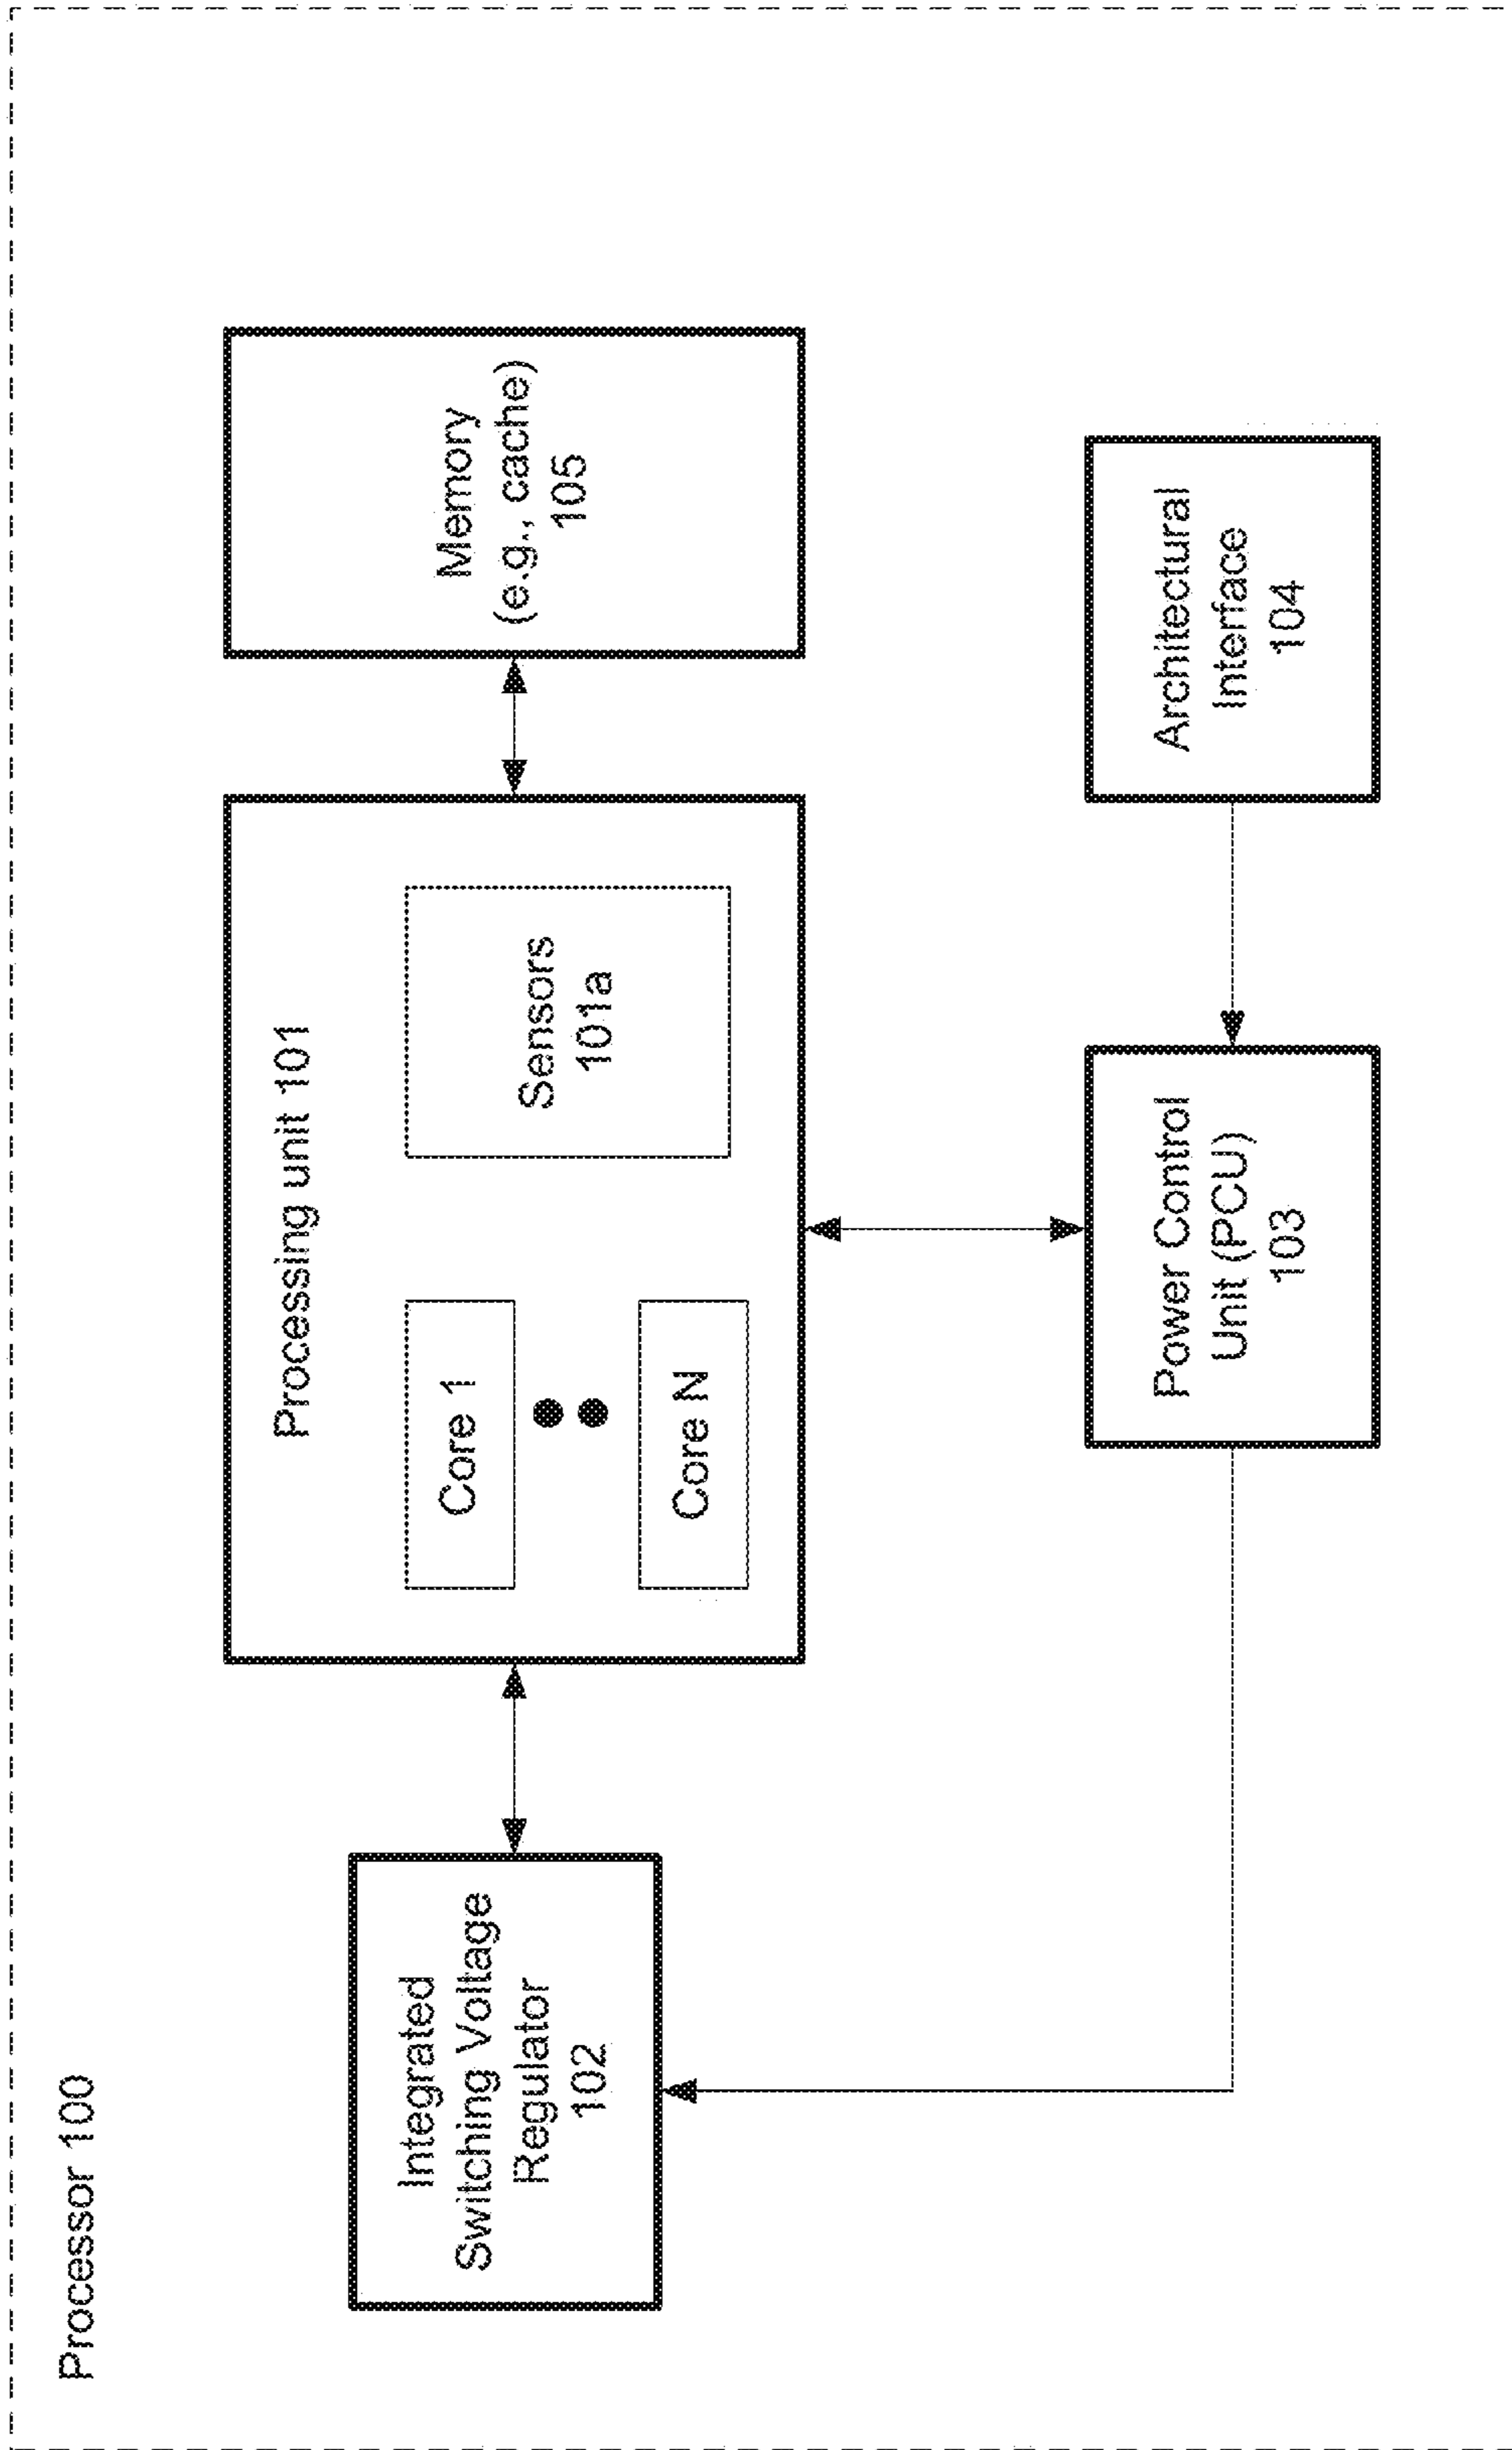 Processor 100
Integrated
Switching Voltage
Regulator
102
Processing unit 101
Core 1
Core N
Sensors
101a
Memory
(e.g., cache)
105
Power Control
Unit (PCU)
103
Architectural
Interface
104